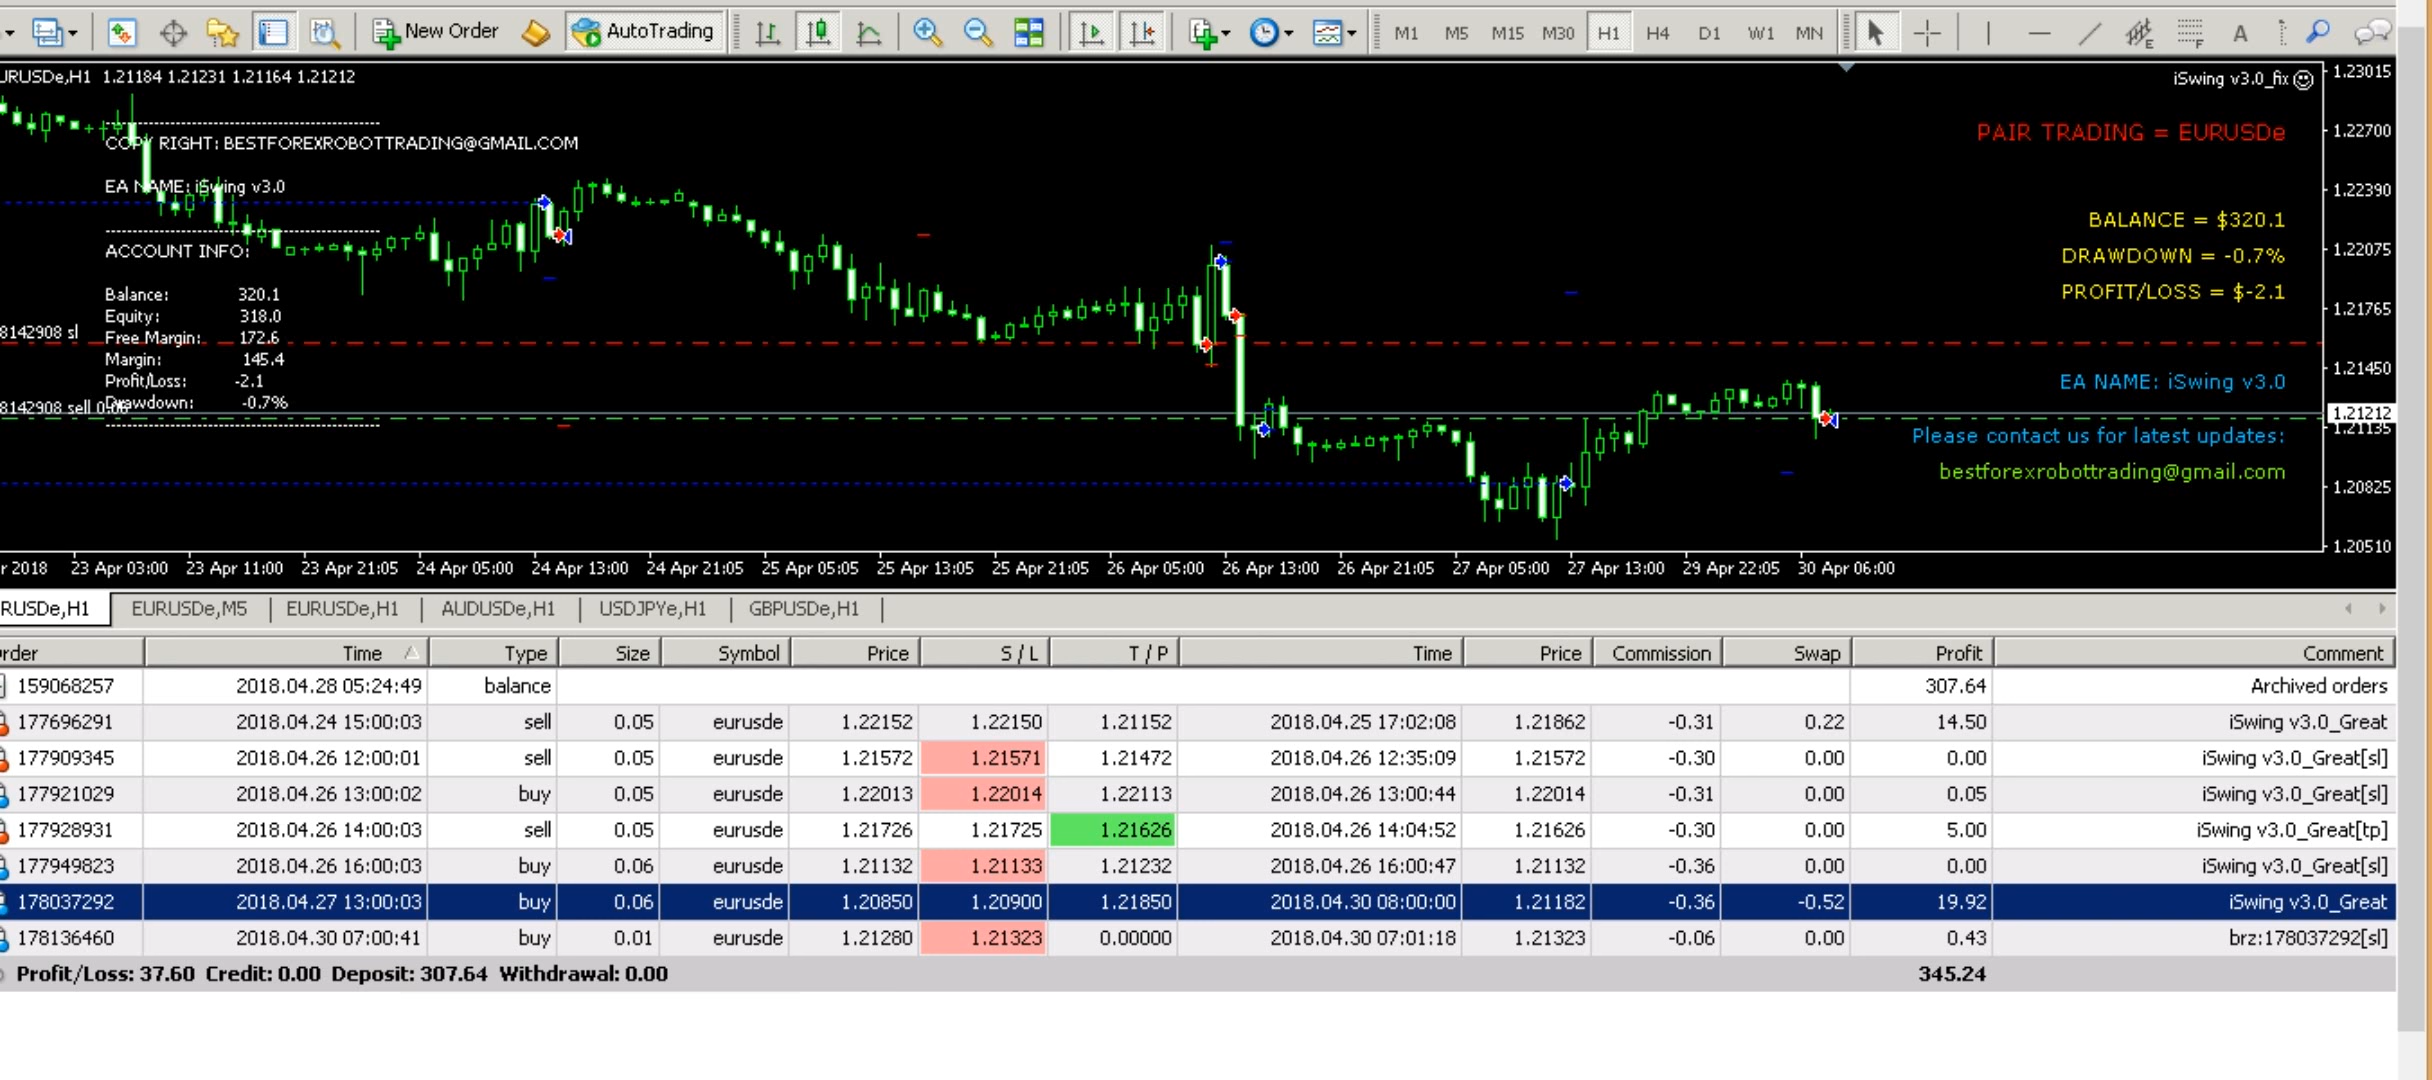 New Order AutoTrading M1 M5 M15 M30 H1 H4 D1 W1 MN E F A
URUSDe,H1 1.21184 1.21231 1.21164 1.21212
iSwing v3.0_fix
1.23015
PAIR TRADING = EURUSDe
1.22700
COPY RIGHT: BESTFOREXROBOTTRADING@GMAIL.COM
EA NAME: iSwing v3.0
1.22390
BALANCE = $320.1
ACCOUNT INFO:
1.22075
DRAWDOWN = -0.7%
Balance: 320.1
PROFIT/LOSS = $-2.1
Equity: 318.0
1.21765
8142908 sl
Free Margin: 172.6
Margin: 145.4
1.21450
Profit/Loss: -2.1
EA NAME: iSwing v3.0
8142908 sell 0.06
Drawdown: -0.7%
1.21212
1.21135
Please contact us for latest updates:
bestforexrobottrading@gmail.com
1.20825
1.20510
r 2018 23 Apr 03:00 23 Apr 11:00 23 Apr 21:05 24 Apr 05:00 24 Apr 13:00 24 Apr 21:05 25 Apr 05:05 25 Apr 13:05 25 Apr 21:05 26 Apr 05:00 26 Apr 13:00 26 Apr 21:05 27 Apr 05:00 27 Apr 13:00 29 Apr 22:05 30 Apr 06:00
RUSDe,H1 EURUSDe,M5 EURUSDe,H1 AUDUSDe,H1 USDJPYe,H1 GBPUSDe,H1
rder Time Type Size Symbol Price S / L T / P Time Price Commission Swap Profit Comment
159068257 2018.04.28 05:24:49 balance 307.64 Archived orders
177696291 2018.04.24 15:00:03 sell 0.05 eurusde 1.22152 1.22150 1.21152 2018.04.25 17:02:08 1.21862 -0.31 0.22 14.50 iSwing v3.0_Great
177909345 2018.04.26 12:00:01 sell 0.05 eurusde 1.21572 1.21571 1.21472 2018.04.26 12:35:09 1.21572 -0.30 0.00 0.00 iSwing v3.0_Great[sl]
177921029 2018.04.26 13:00:02 buy 0.05 eurusde 1.22013 1.22014 1.22113 2018.04.26 13:00:44 1.22014 -0.31 0.00 0.05 iSwing v3.0_Great[sl]
177928931 2018.04.26 14:00:03 sell 0.05 eurusde 1.21726 1.21725 1.21626 2018.04.26 14:04:52 1.21626 -0.30 0.00 5.00 iSwing v3.0_Great[tp]
177949823 2018.04.26 16:00:03 buy 0.06 eurusde 1.21132 1.21133 1.21232 2018.04.26 16:00:47 1.21132 -0.36 0.00 0.00 iSwing v3.0_Great[sl]
178037292 2018.04.27 13:00:03 buy 0.06 eurusde 1.20850 1.20900 1.21850 2018.04.30 08:00:00 1.21182 -0.36 -0.52 19.92 iSwing v3.0_Great
178136460 2018.04.30 07:00:41 buy 0.01 eurusde 1.21280 1.21323 0.00000 2018.04.30 07:01:18 1.21323 -0.06 0.00 0.43 brz:178037292[sl]
Profit/Loss: 37.60 Credit: 0.00 Deposit: 307.64 Withdrawal: 0.00 345.24